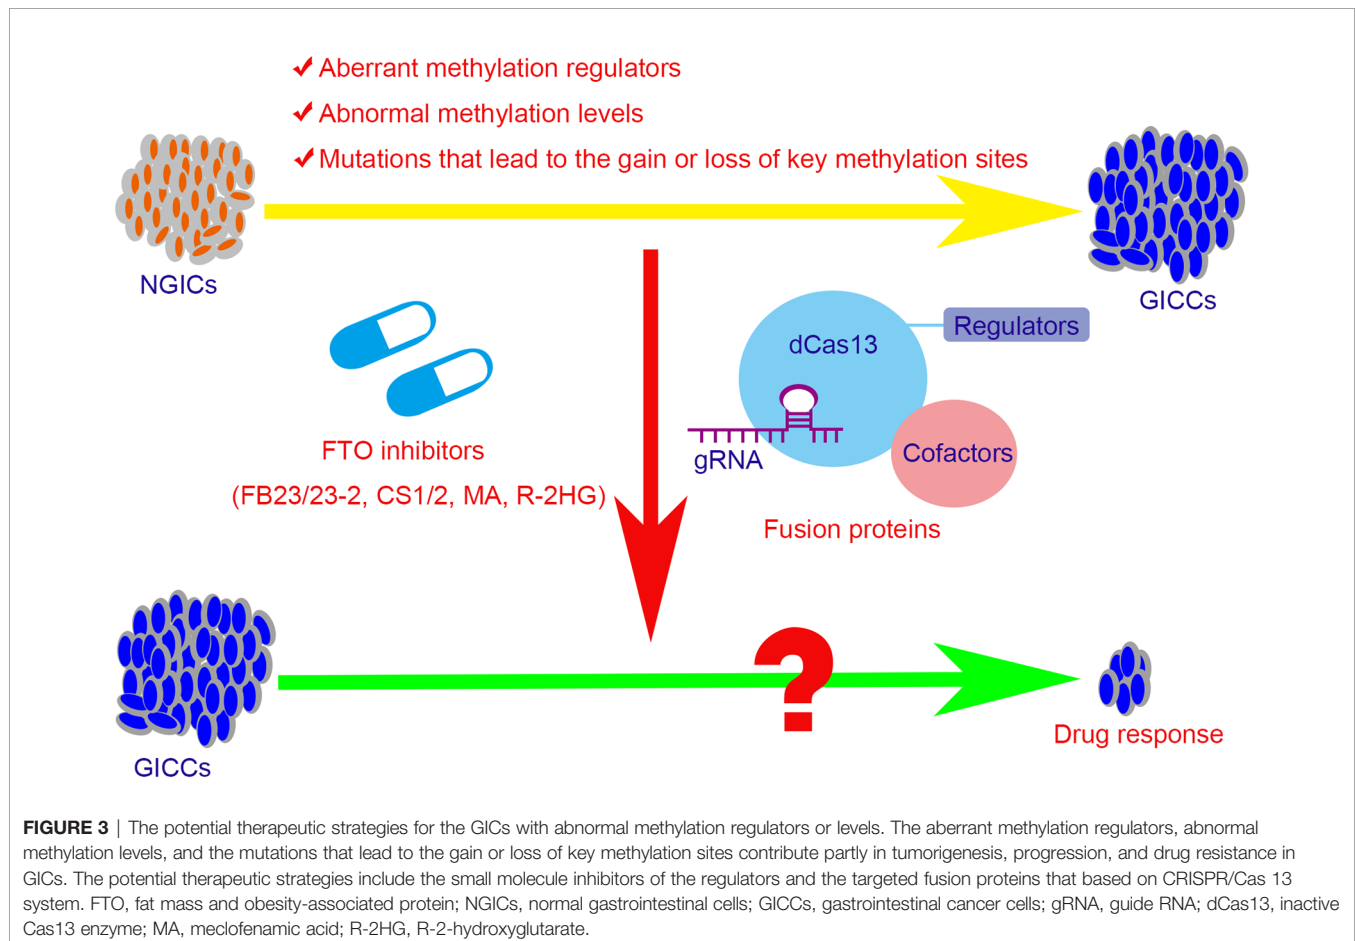 Aberrant methylation regulators
Abnormal methylation levels
Mutations that lead to the gain or loss of key methylation sites
NGICs
GICCs
dCas13
Regulators
gRNA
Cofactors
FTO inhibitors
(FB23/23-2, CS1/2, MA, R-2HG)
Fusion proteins
?
GICCs
Drug response
FIGURE 3 | The potential therapeutic strategies for the GICs with abnormal methylation regulators or levels. The aberrant methylation regulators, abnormal
methylation levels, and the mutations that lead to the gain or loss of key methylation sites contribute partly in tumorigenesis, progression, and drug resistance in
GICs. The potential therapeutic strategies include the small molecule inhibitors of the regulators and the targeted fusion proteins that based on CRISPR/Cas 13
system. FTO, fat mass and obesity-associated protein; NGICs, normal gastrointestinal cells; GICCs, gastrointestinal cancer cells; gRNA, guide RNA; dCas13, inactive
Cas13 enzyme; MA, meclofenamic acid; R-2HG, R-2-hydroxyglutarate.